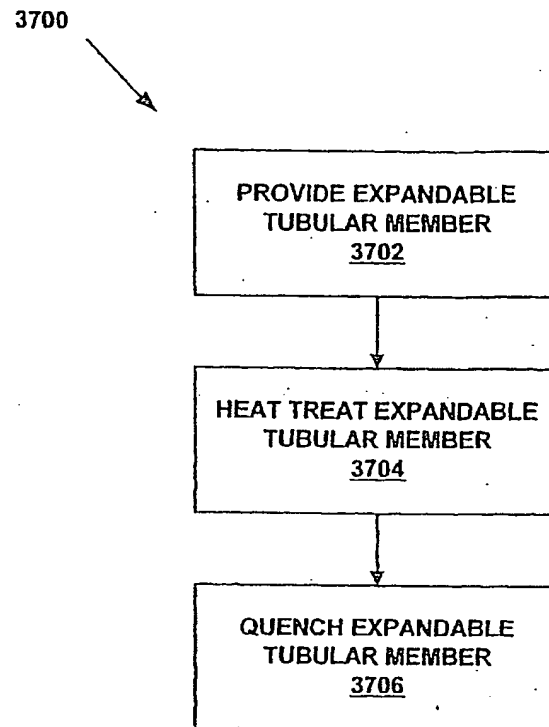 3700
PROVIDE EXPANDABLE
TUBULAR MEMBER
3702
HEAT TREAT EXPANDABLE
TUBULAR MEMBER
3704
QUENCH EXPANDABLE
TUBULAR MEMBER
3706